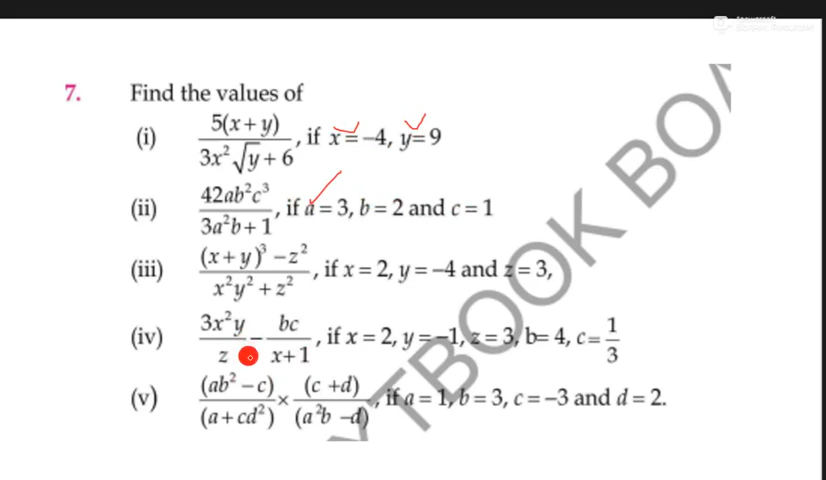 7. Find the values of
(i) 5(x+y) / 3x²√y+6 , if x=−4, y=9
(ii) 42ab²c³ / 3a²b+1 , if a=3, b=2 and c=1
(iii) (x+y)³−z² / x²y²+z² , if x=2, y=−4 and z=3,
(iv) 3x²y / z − bc / x+1 , if x=2, y=−1, z=3, b=4, c=1/3
(v) (ab²−c) / (a+cd²) × (c+d) / (a²b−d) , if a=1, b=3, c=−3 and d=2.
TBOOK BOA